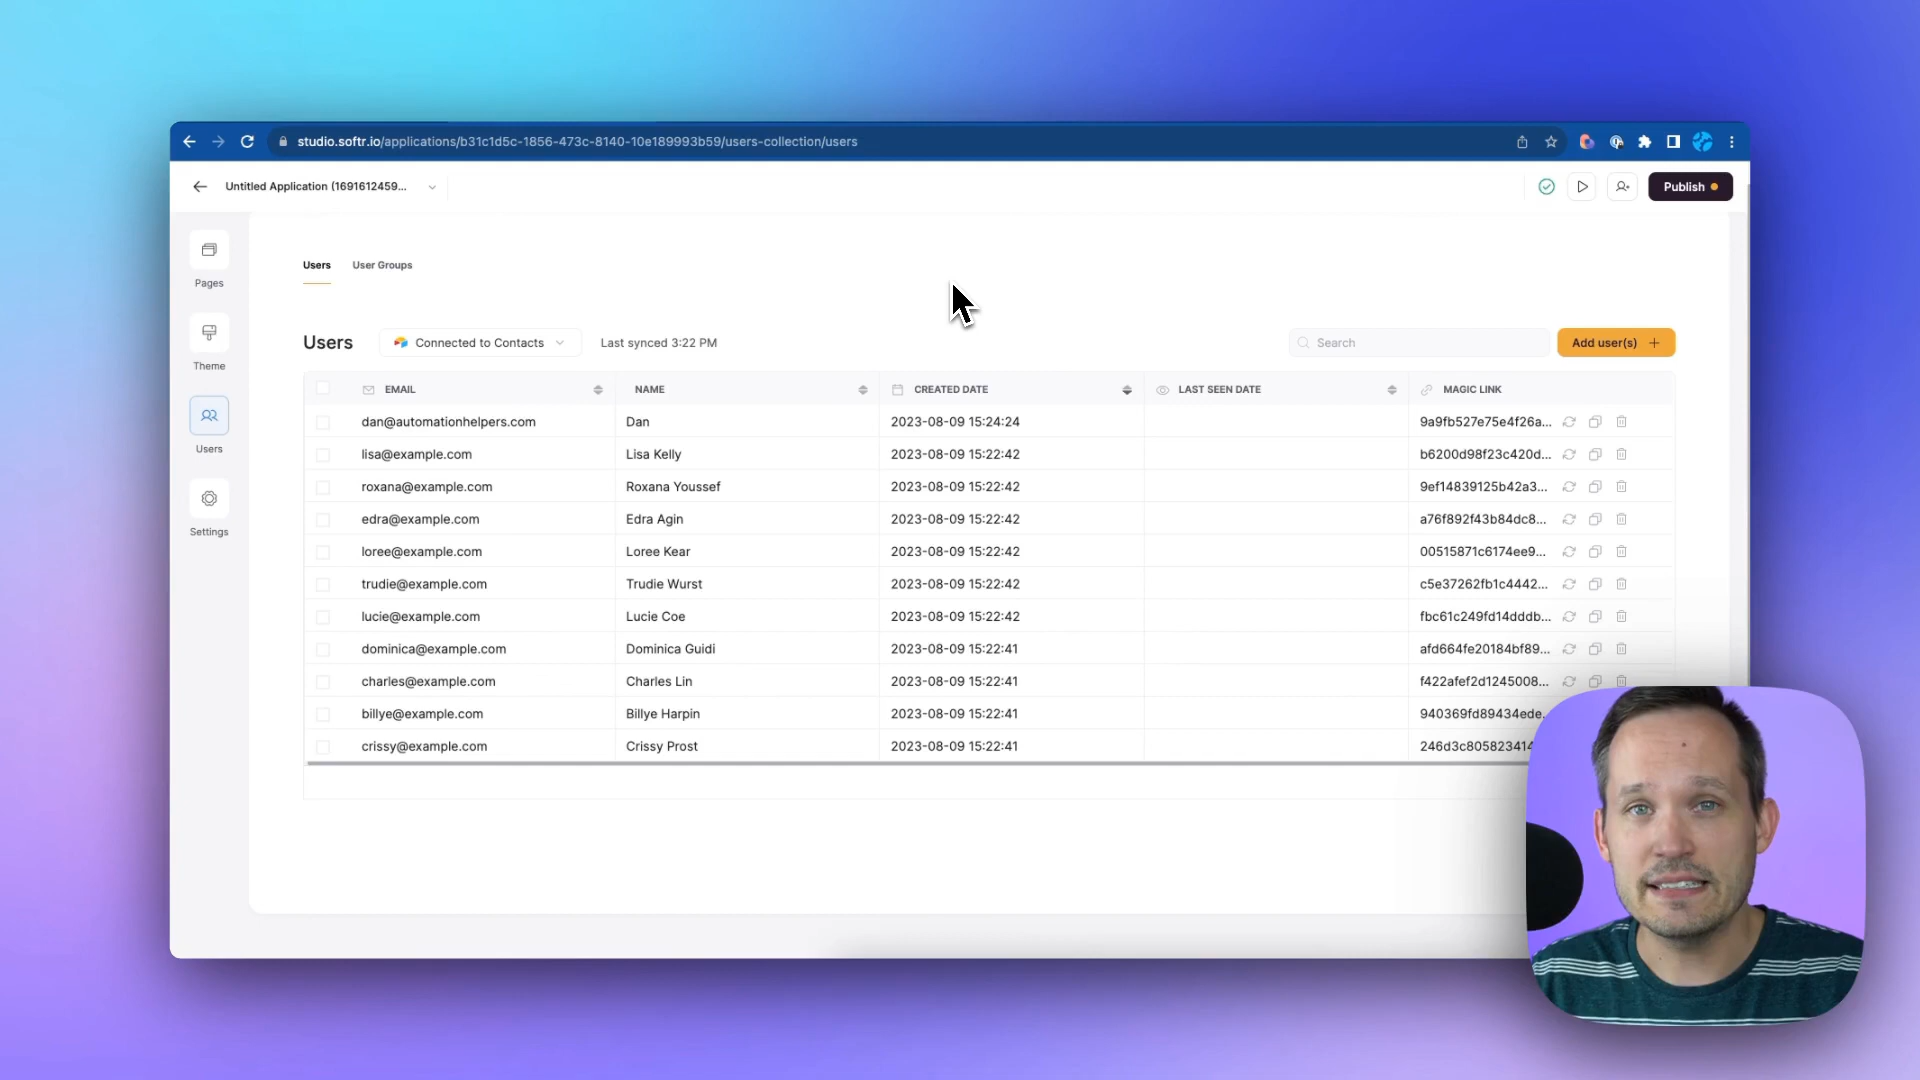 studio.softr.io/applications/b31c1d5c-1856-473c-8140-10e189993b59/users-collection/users
Untitled Application (1691612459...
Publish
Pages
Theme
Users
Settings
Users User Groups
Users Connected to Contacts Last synced 3:22 PM Search Add user(s) +
EMAIL NAME CREATED DATE LAST SEEN DATE MAGIC LINK
dan@automationhelpers.com Dan 2023-08-09 15:24:24 9a9fb527e75e4f26a...
lisa@example.com Lisa Kelly 2023-08-09 15:22:42 b6200d98f23c420d...
roxana@example.com Roxana Youssef 2023-08-09 15:22:42 9ef14839125b42a3...
edra@example.com Edra Agin 2023-08-09 15:22:42 a76f892f43b84dc8...
loree@example.com Loree Kear 2023-08-09 15:22:42 00515871c6174ee9...
trudie@example.com Trudie Wurst 2023-08-09 15:22:42 c5e37262fb1c4442...
lucie@example.com Lucie Coe 2023-08-09 15:22:42 fbc61c249fd14dddb...
dominica@example.com Dominica Guidi 2023-08-09 15:22:41 afd664fe20184bf89...
charles@example.com Charles Lin 2023-08-09 15:22:41 f422afef2d1245008...
billye@example.com Billye Harpin 2023-08-09 15:22:41 940369fd89434ede.
crissy@example.com Crissy Prost 2023-08-09 15:22:41 246d3c805823414